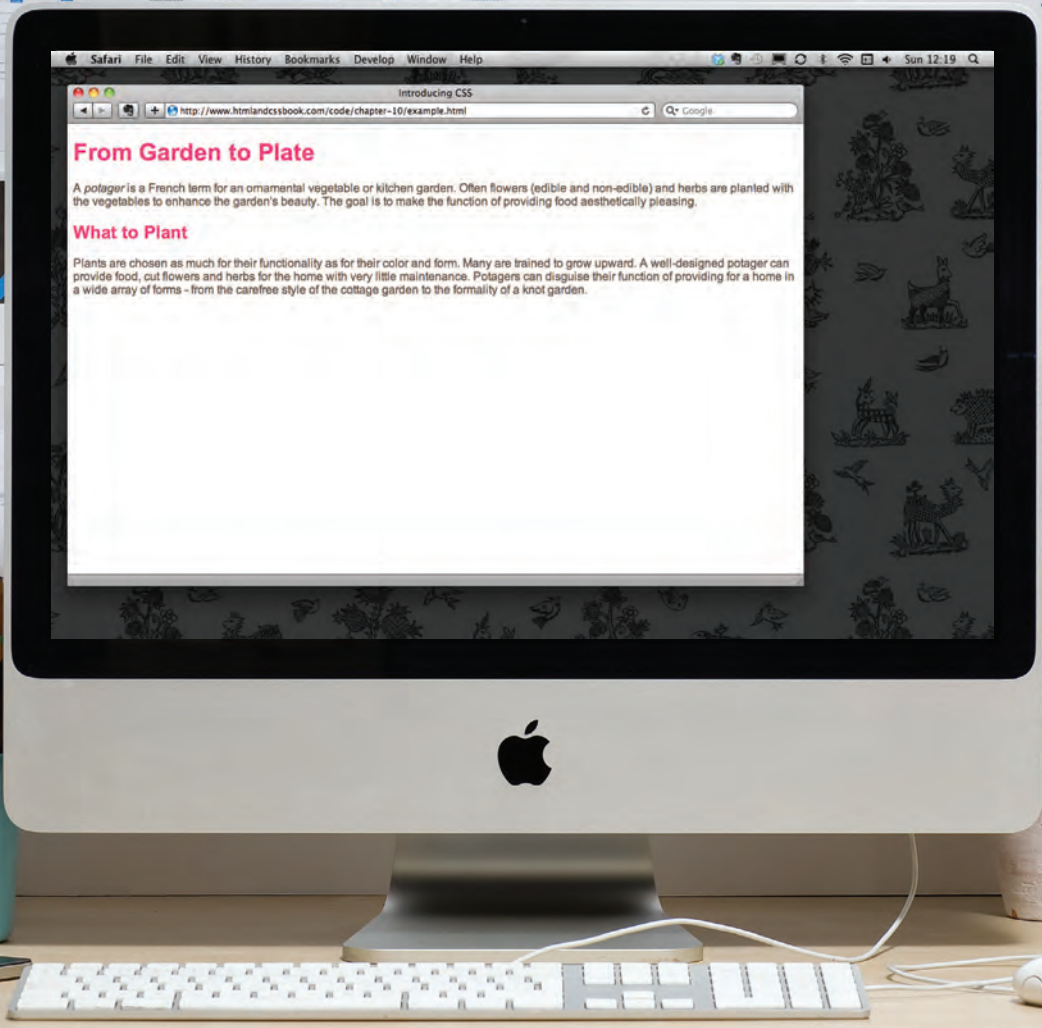 Safari File Edit View History Bookmarks Develop Window Help Sun 12:19
Introducing CSS
http://www.htmlandcssbook.com/code/chapter-10/example.html Google
From Garden to Plate
A potager is a French term for an ornamental vegetable or kitchen garden. Often flowers (edible and non-edible) and herbs are planted with
the vegetables to enhance the garden's beauty. The goal is to make the function of providing food aesthetically pleasing.
What to Plant
Plants are chosen as much for their functionality as for their color and form. Many are trained to grow upward. A well-designed potager can
provide food, cut flowers and herbs for the home with very little maintenance. Potagers can disguise their function of providing for a home in
a wide array of forms - from the carefree style of the cottage garden to the formality of a knot garden.